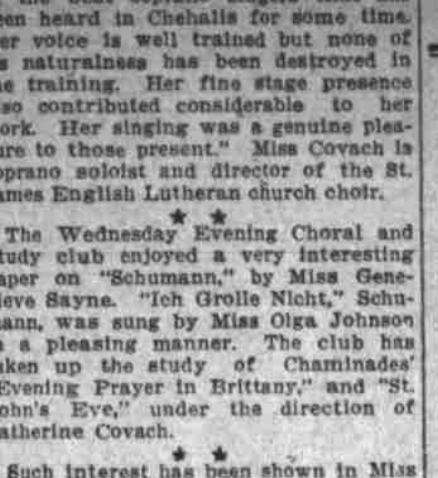 een heard in Chehalis for some time.
er voice is well trained but none of
s naturalness has been destroyed in
he training. Her fine stage presence
so contributed considerable to her
ork. Her singing was a genuine plea-
ure to those present." Miss Covach is
oprano soloist and director of the St.
ames English Lutheran church choir.
★ ★
The Wednesday Evening Choral and
tudy club enjoyed a very interesting
aper on "Schumann," by Miss Gene-
ieve Sayne. "Ich Grolle Nicht," Schu-
ann, was sung by Miss Olga Johnson
a pleasing manner. The club has
aken up the study of Chaminades'
Evening Prayer in Brittany," and "St.
ohn's Eve," under the direction of
atherine Covach.
★ ★
Such interest has been shown in Miss